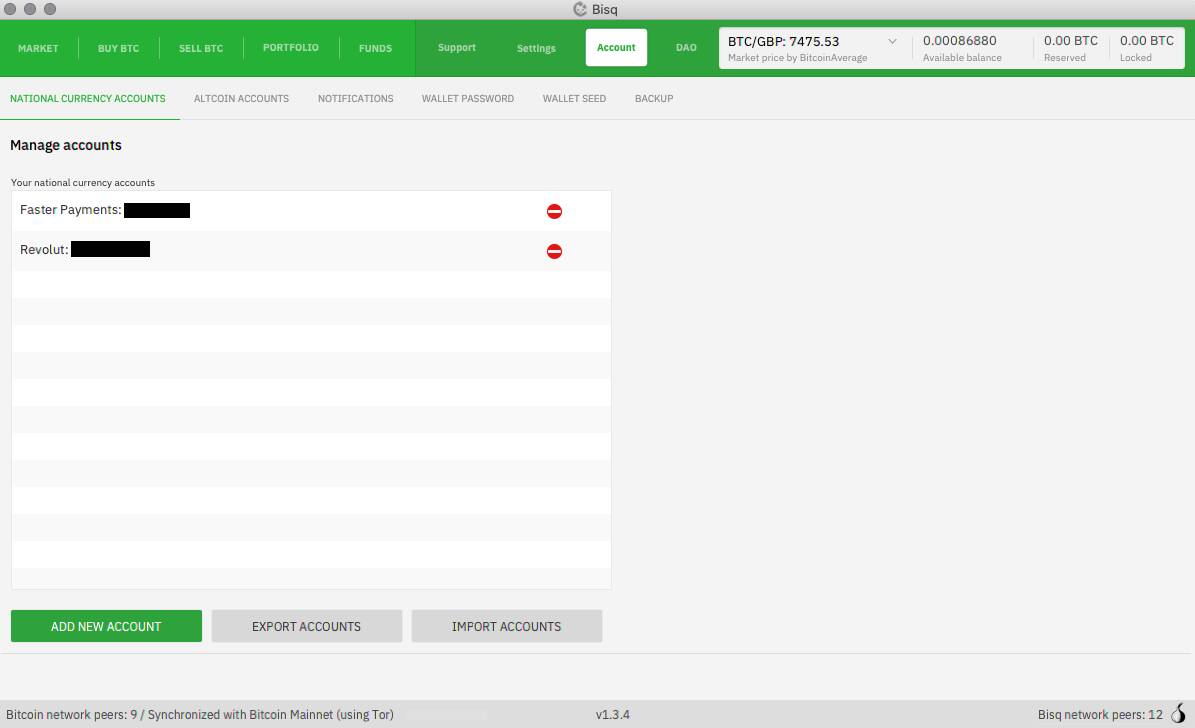 Bisq
MARKET BUY BTC SELL BTC PORTFOLIO FUNDS Support Settings Account DAO
BTC/GBP: 7475.53 0.00086880 0.00 BTC 0.00 BTC
Market price by BitcoinAverage Available balance Reserved Locked
NATIONAL CURRENCY ACCOUNTS ALTCOIN ACCOUNTS NOTIFICATIONS WALLET PASSWORD WALLET SEED BACKUP
Manage accounts
Your national currency accounts
Faster Payments:
Revolut:
ADD NEW ACCOUNT EXPORT ACCOUNTS IMPORT ACCOUNTS
Bitcoin network peers: 9 / Synchronized with Bitcoin Mainnet (using Tor) v1.3.4 Bisq network peers: 12